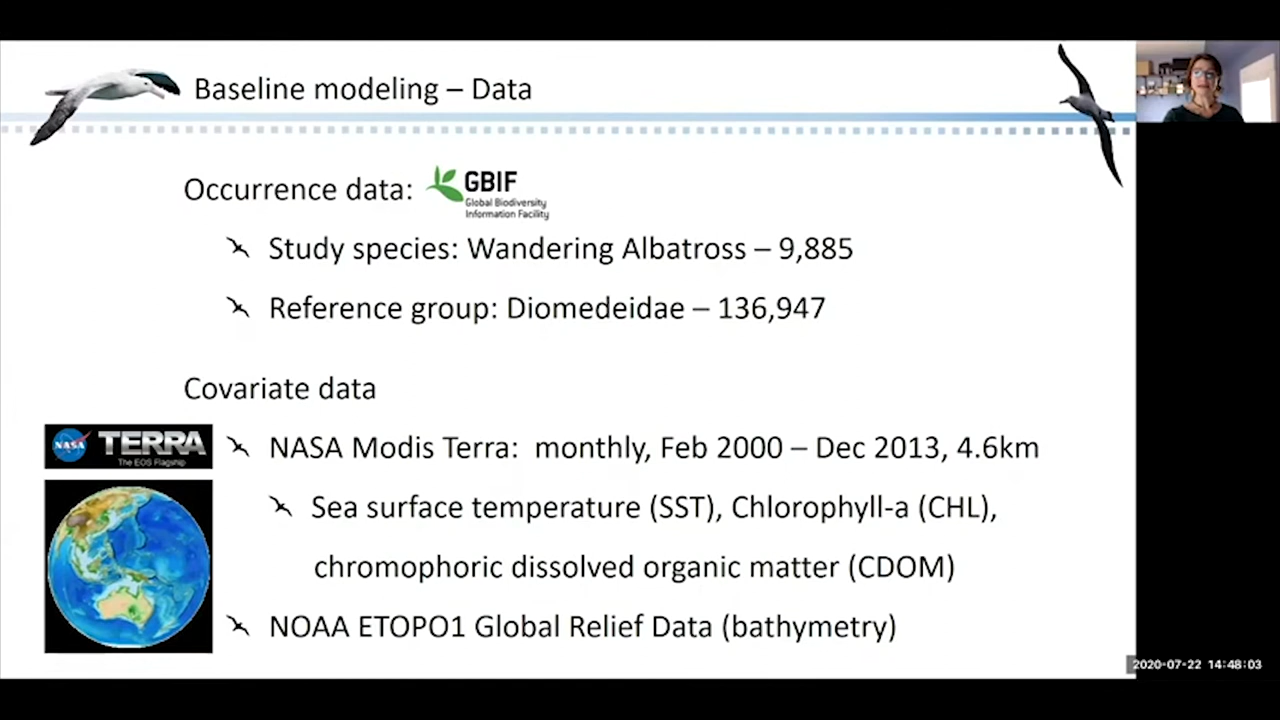 Baseline modeling – Data
Occurrence data:
GBIF
Global Biodiversity
Information Facility
Study species: Wandering Albatross – 9,885
Reference group: Diomedeidae – 136,947
Covariate data
NASA
TERRA
The EOS Flagship
NASA Modis Terra: monthly, Feb 2000 – Dec 2013, 4.6km
Sea surface temperature (SST), Chlorophyll-a (CHL),
chromophoric dissolved organic matter (CDOM)
NOAA ETOPO1 Global Relief Data (bathymetry)
2020-07-22 14:48:03